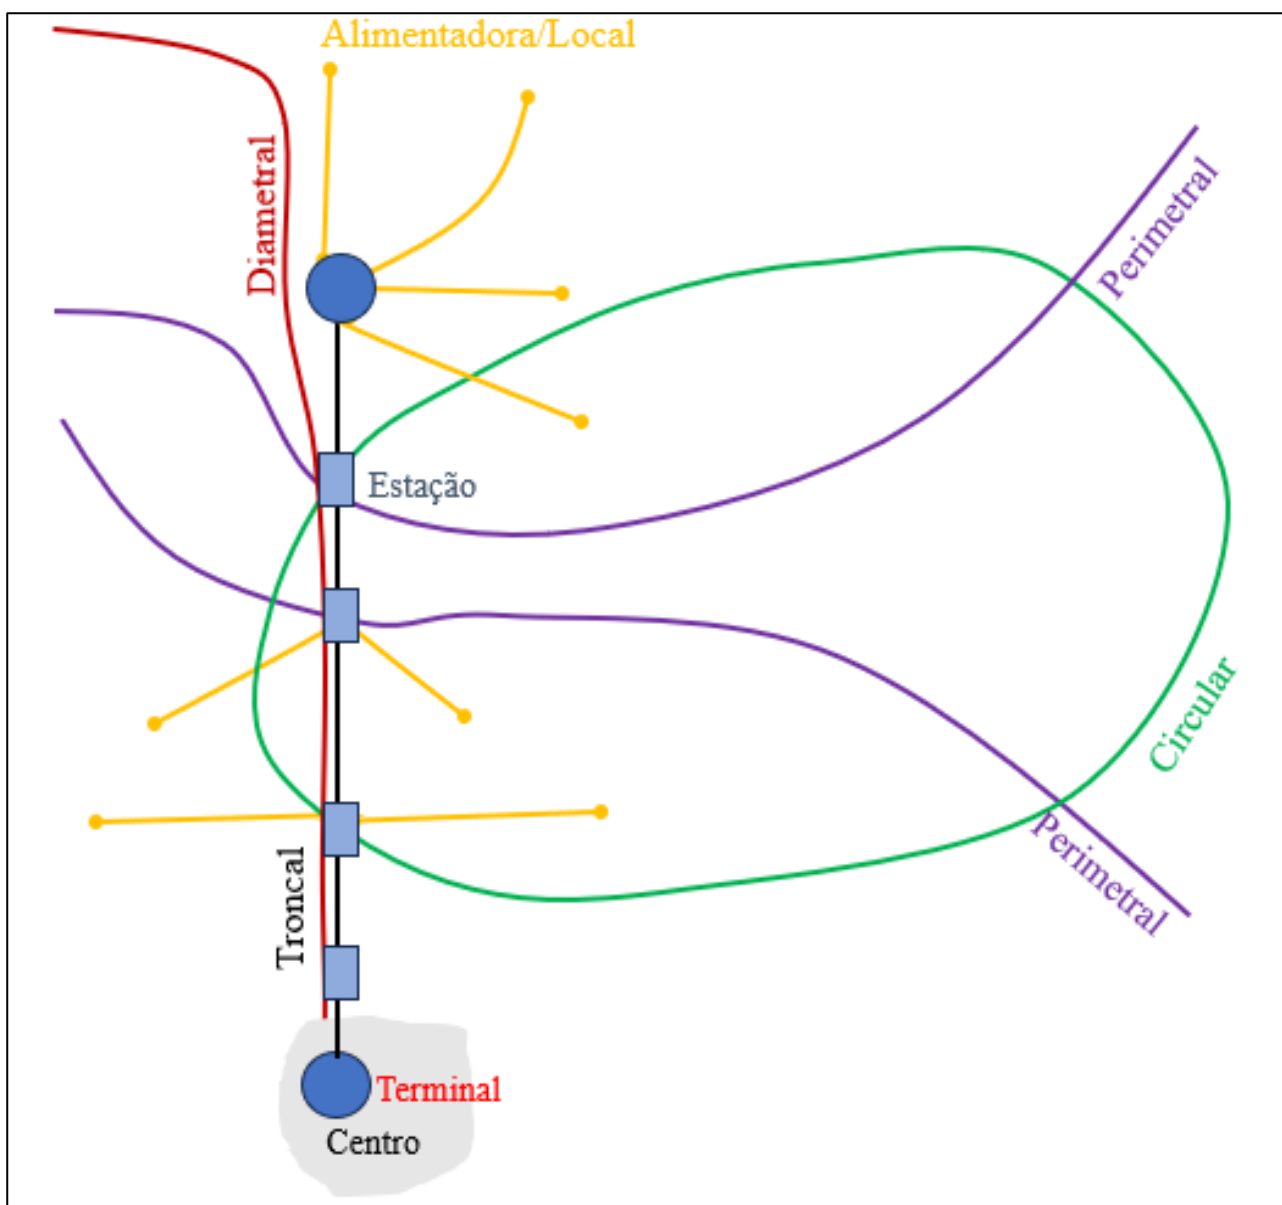 Alimentadora/Local
Diametral
Perimetral
Estação
Circular
Perimetral
Troncal
Terminal
Centro